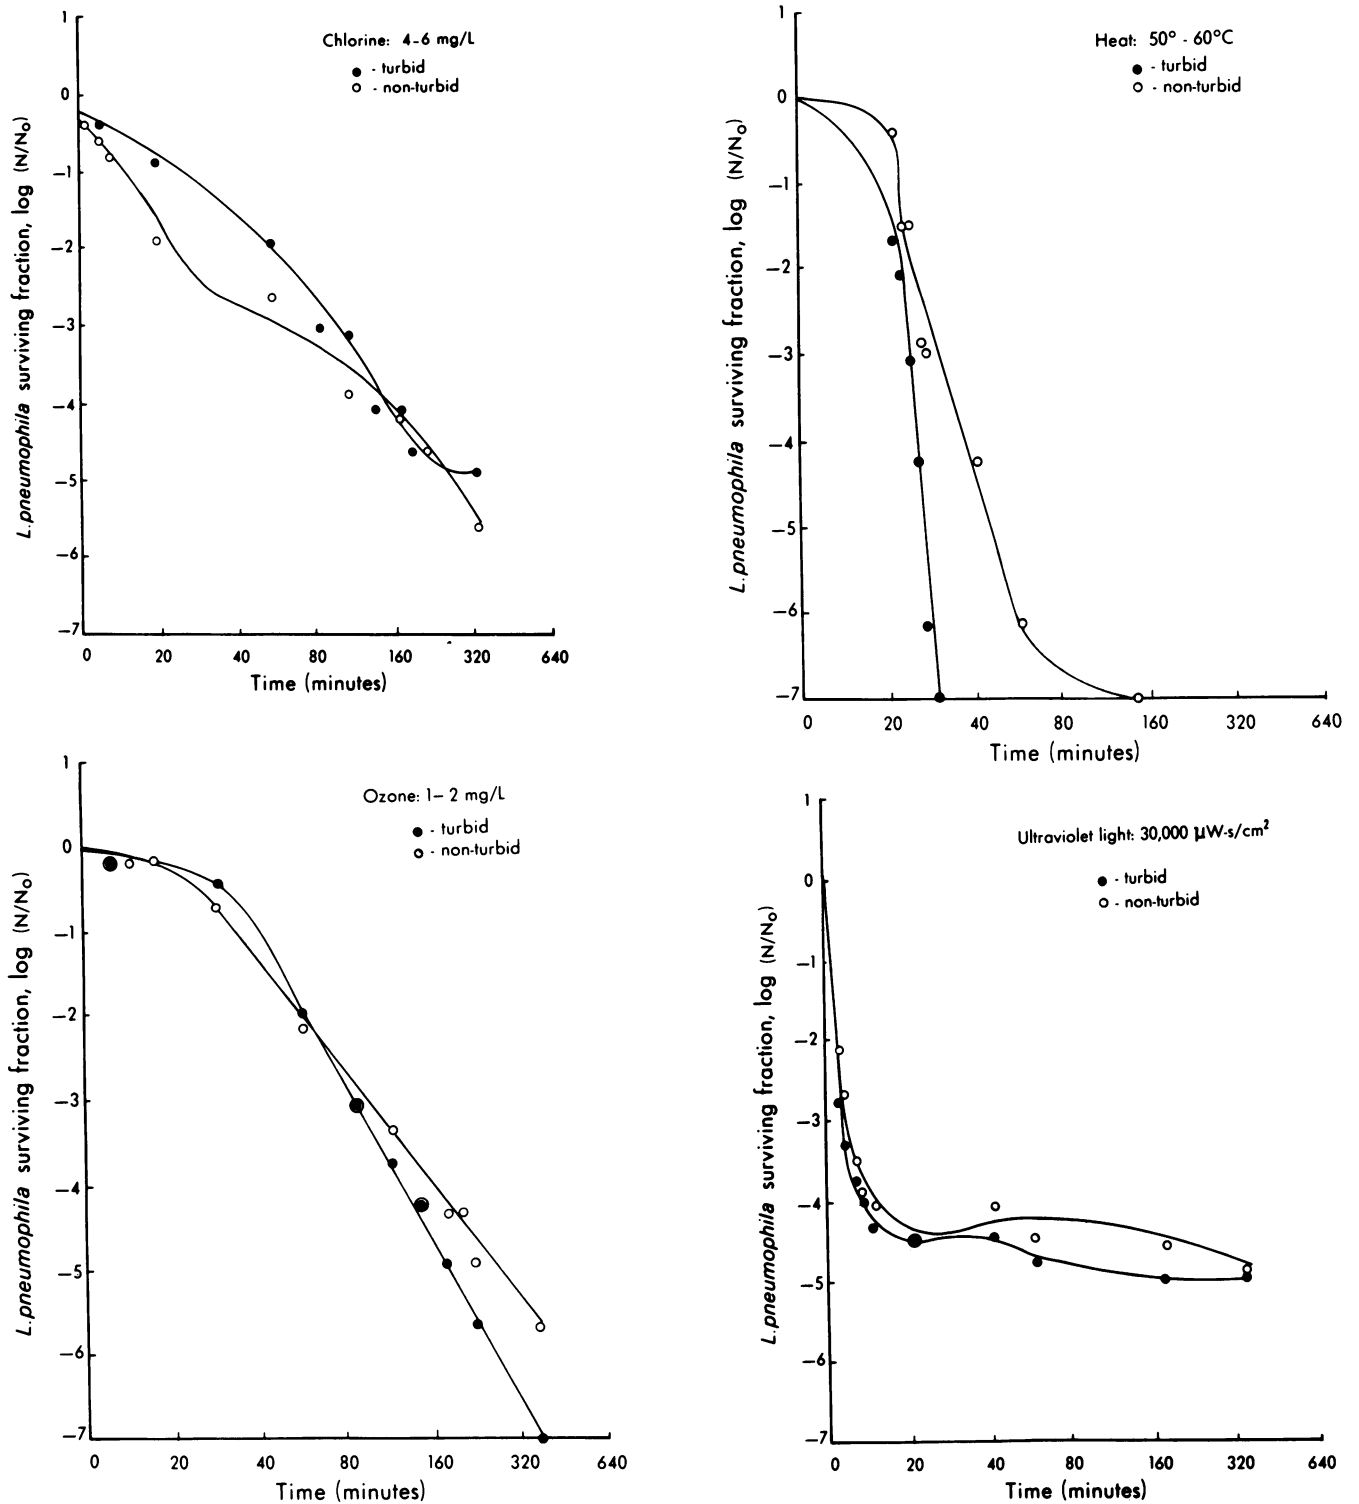 Chlorine: 4-6 mg/L
● - turbid
○ - non-turbid
L.pneumophila surviving fraction, log (N/No)
1
0
−1
−2
−3
−4
−5
−6
−7
0 20 40 80 160 320 640
Time (minutes)
Heat: 50° - 60°C
● - turbid
○ - non-turbid
L.pneumophila surviving fraction, log (N/No)
1
0
−1
−2
−3
−4
−5
−6
−7
0 20 40 80 160 320 640
Time (minutes)
Ozone: 1– 2 mg/L
● - turbid
○ - non-turbid
L.pneumophila surviving fraction, log (N/No)
1
0
−1
−2
−3
−4
−5
−6
−7
0 20 40 80 160 320 640
Time (minutes)
Ultraviolet light: 30,000 µW-s/cm²
● - turbid
○ - non-turbid
L.pneumophila surviving fraction, log (N/No)
1
0
−1
−2
−3
−4
−5
−6
−7
0 20 40 80 160 320 640
Time (minutes)